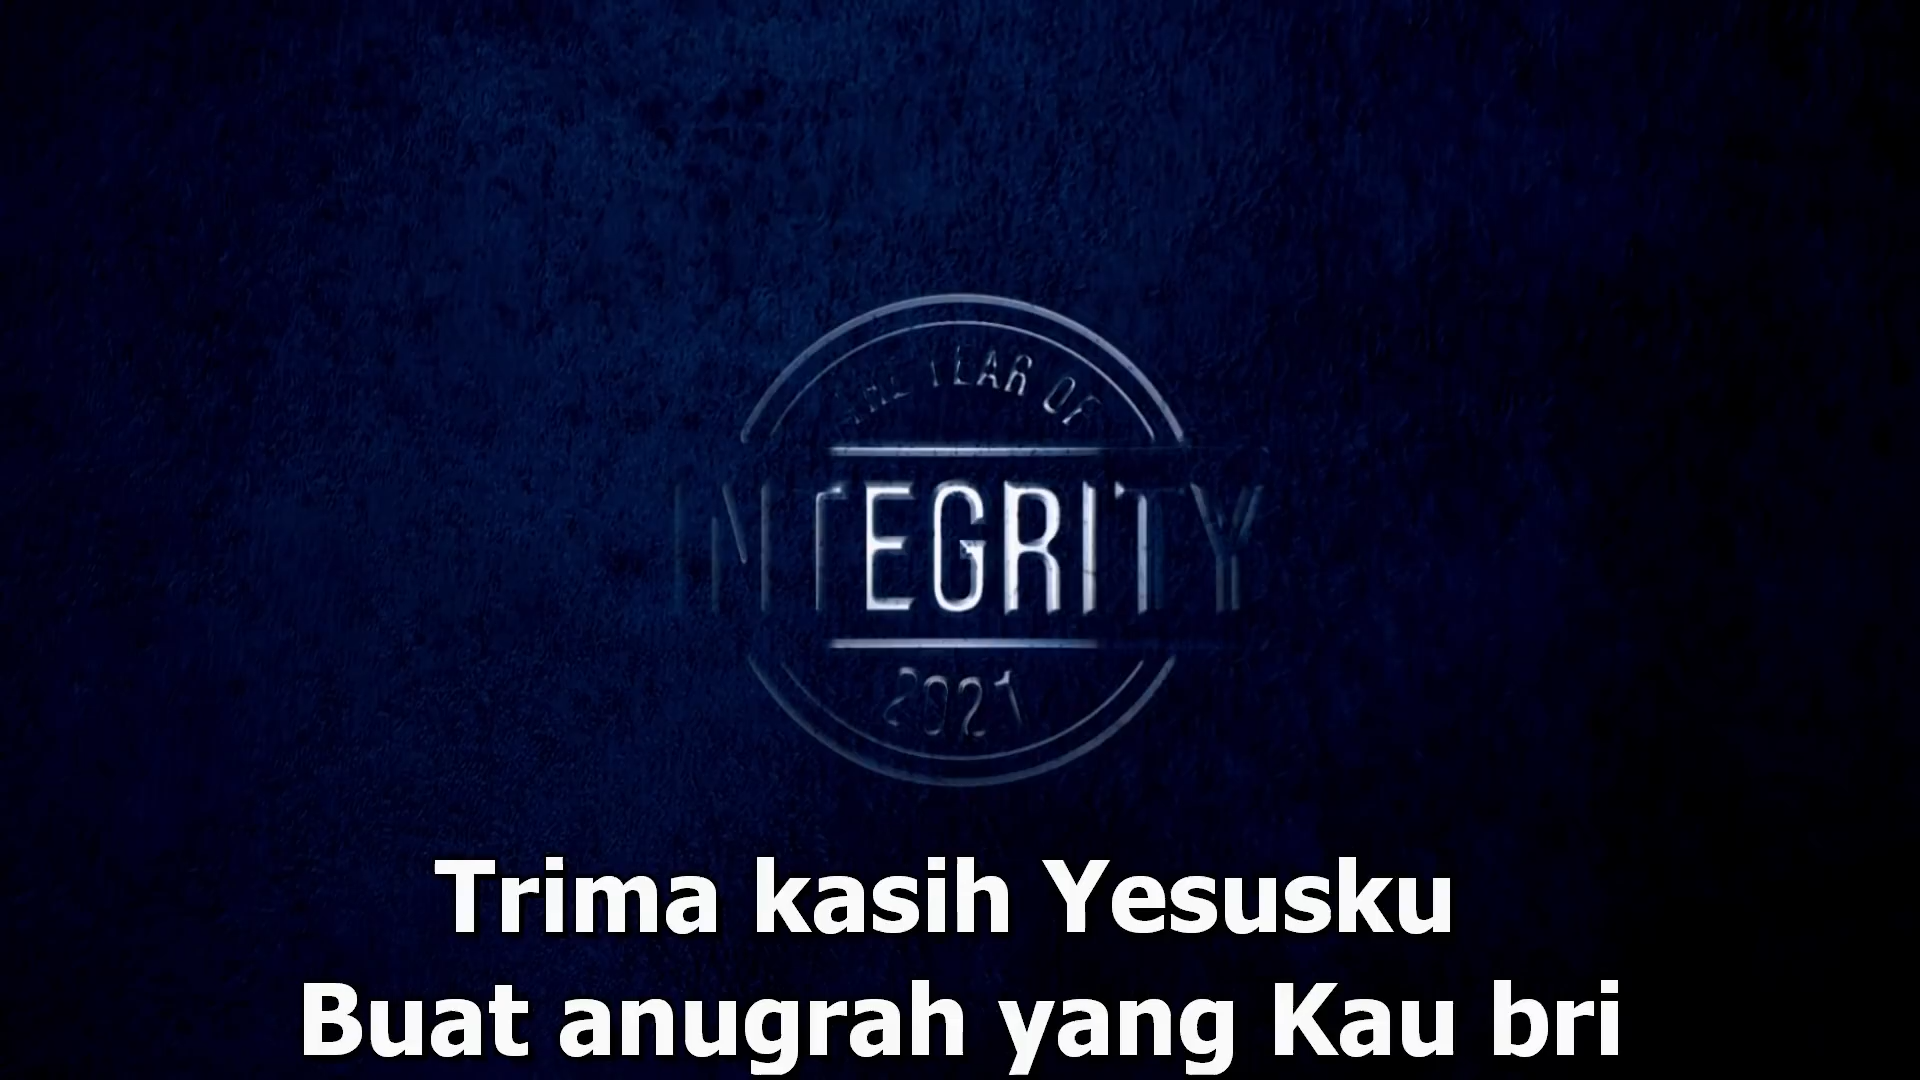 THE YEAR OF
INTEGRITY
2021
Trima kasih Yesusku
Buat anugrah yang Kau bri